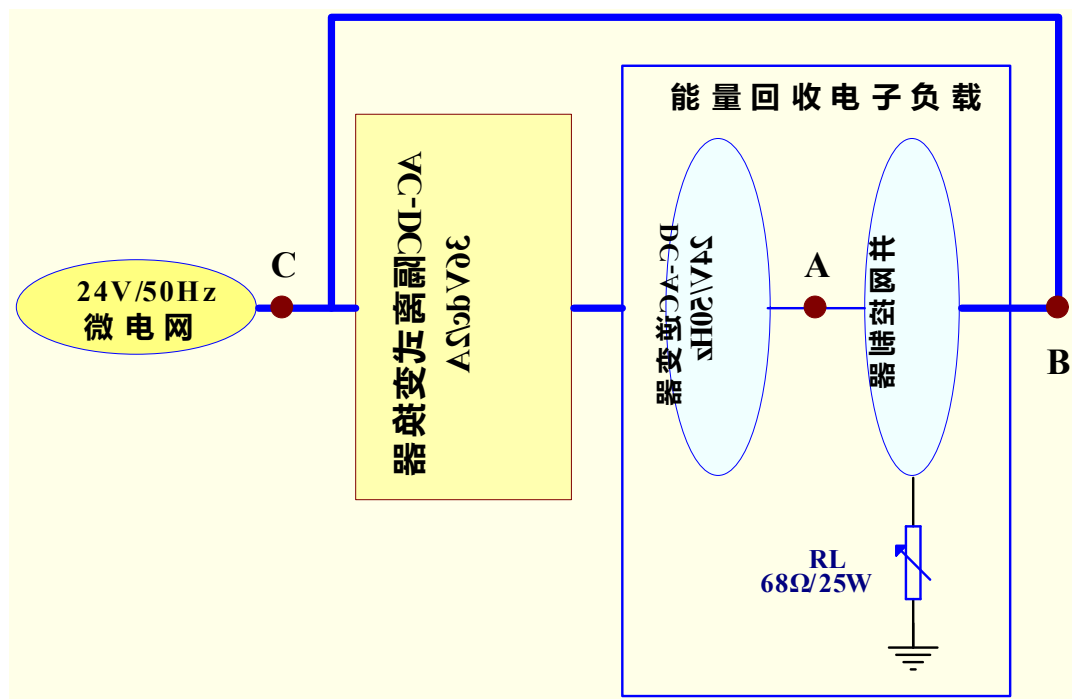 能量回收电子负载
24V/50Hz
微电网
C
AC-DC隔离左变换器
36Vdc/2A
DC-AC逆变器
24V/50Hz
A
并网控制器
B
RL
68Ω/25W